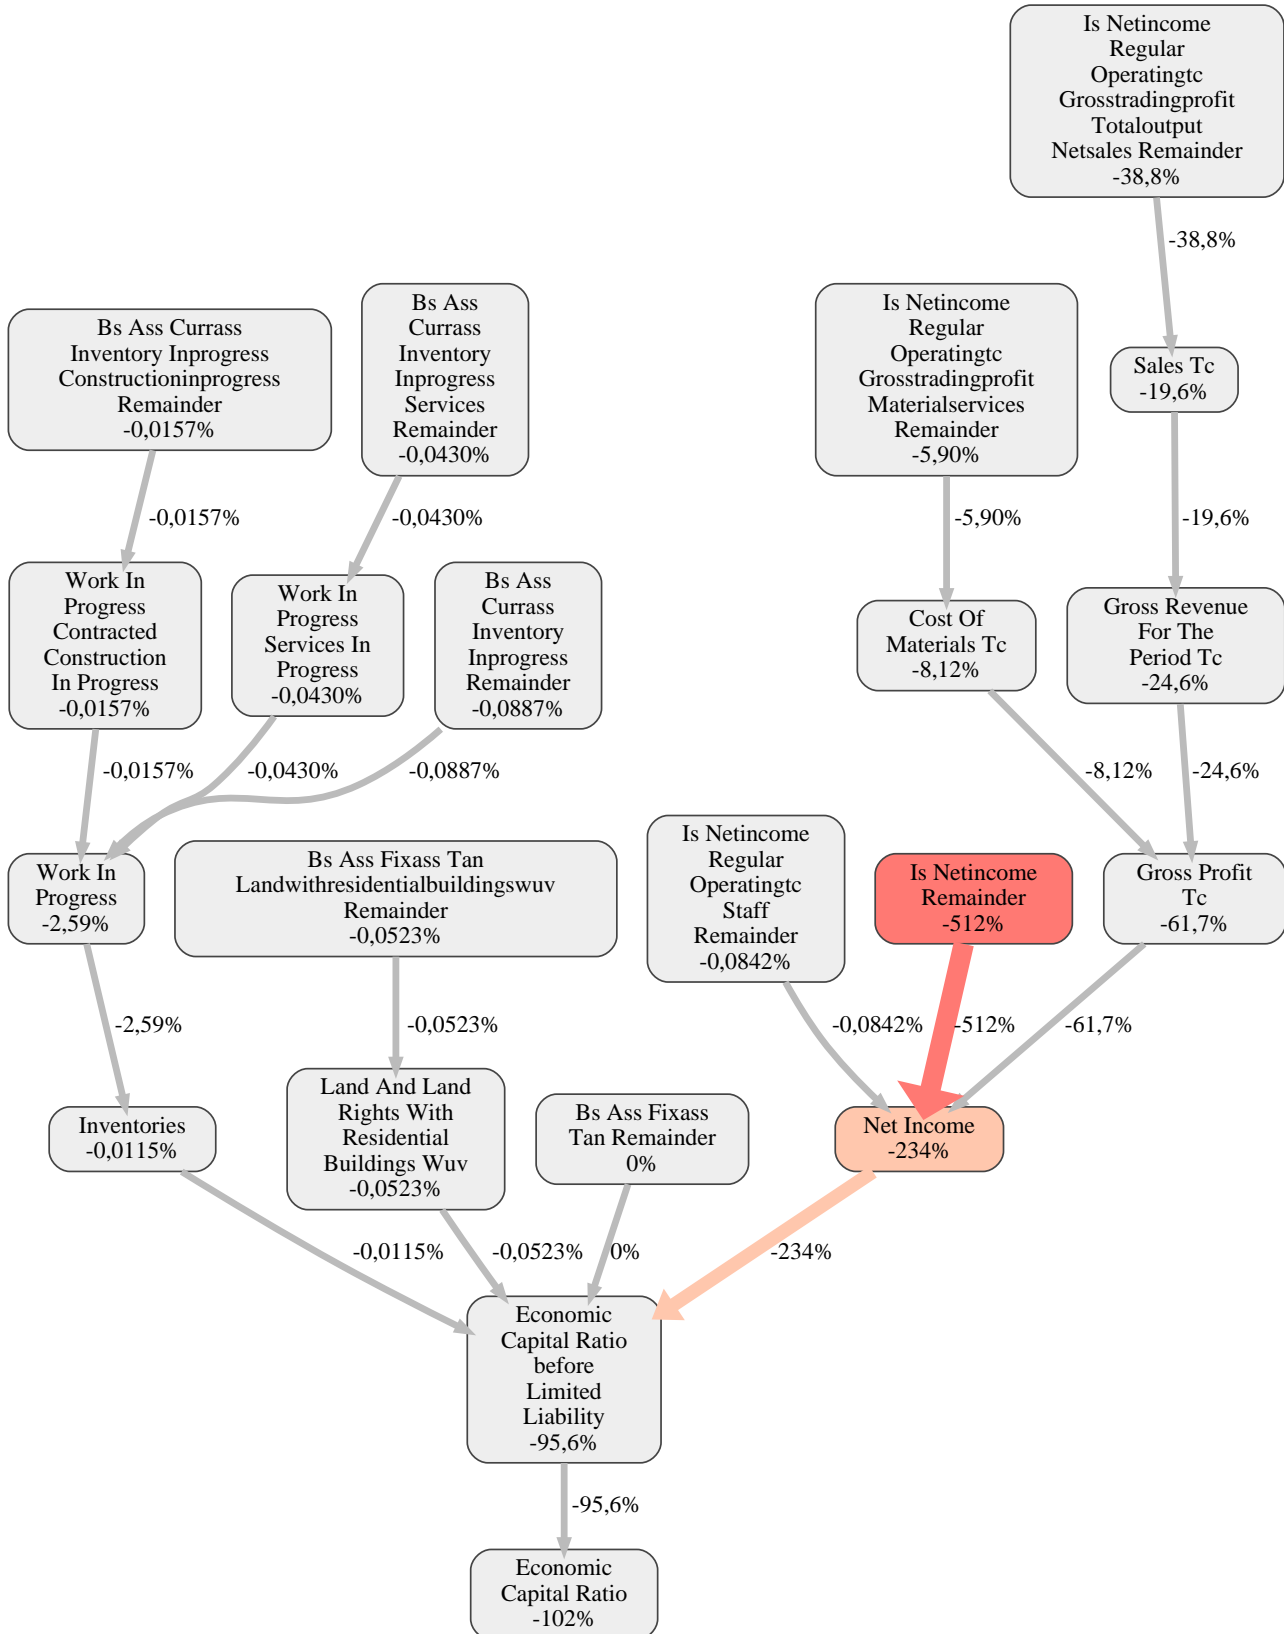 Is Netincome
Regular
Operatingtc
Grosstradingprofit
Totaloutput
Netsales Remainder
-38,8%
-38,8%
Bs Ass Currass
Inventory Inprogress
Constructioninprogress
Remainder
-0,0157%
Bs Ass
Currass
Inventory
Inprogress
Services
Remainder
-0,0430%
Is Netincome
Regular
Operatingtc
Grosstradingprofit
Materialservices
Remainder
-5,90%
Sales Tc
-19,6%
-0,0157%
-0,0430%
-5,90%
-19,6%
Work In
Progress
Contracted
Construction
In Progress
-0,0157%
Work In
Progress
Services In
Progress
-0,0430%
Bs Ass
Currass
Inventory
Inprogress
Remainder
-0,0887%
Cost Of
Materials Tc
-8,12%
Gross Revenue
For The
Period Tc
-24,6%
-0,0157%
-0,0430%
-0,0887%
-8,12%
-24,6%
Work In
Progress
-2,59%
Bs Ass Fixass Tan
Landwithresidentialbuildingswuv
Remainder
-0,0523%
Is Netincome
Regular
Operatingtc
Staff
Remainder
-0,0842%
Is Netincome
Remainder
-512%
Gross Profit
Tc
-61,7%
-2,59%
-0,0523%
-0,0842%
-512%
-61,7%
Inventories
-0,0115%
Land And Land
Rights With
Residential
Buildings Wuv
-0,0523%
Bs Ass Fixass
Tan Remainder
0%
Net Income
-234%
-0,0115%
-0,0523%
0%
-234%
Economic
Capital Ratio
before
Limited
Liability
-95,6%
-95,6%
Economic
Capital Ratio
-102%